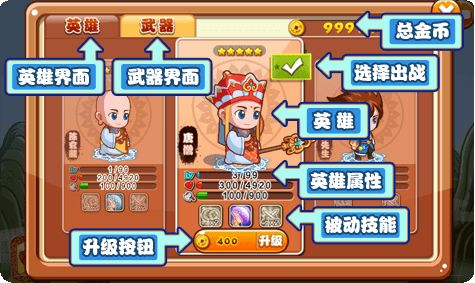 英雄
武器
999
总金币
英雄界面
武器界面
选择出战
英雄
唐僧
先生
英雄属性
1/99
200/4920
100/900
3/99
300/4920
100/900
被动技能
升级按钮
400
升级